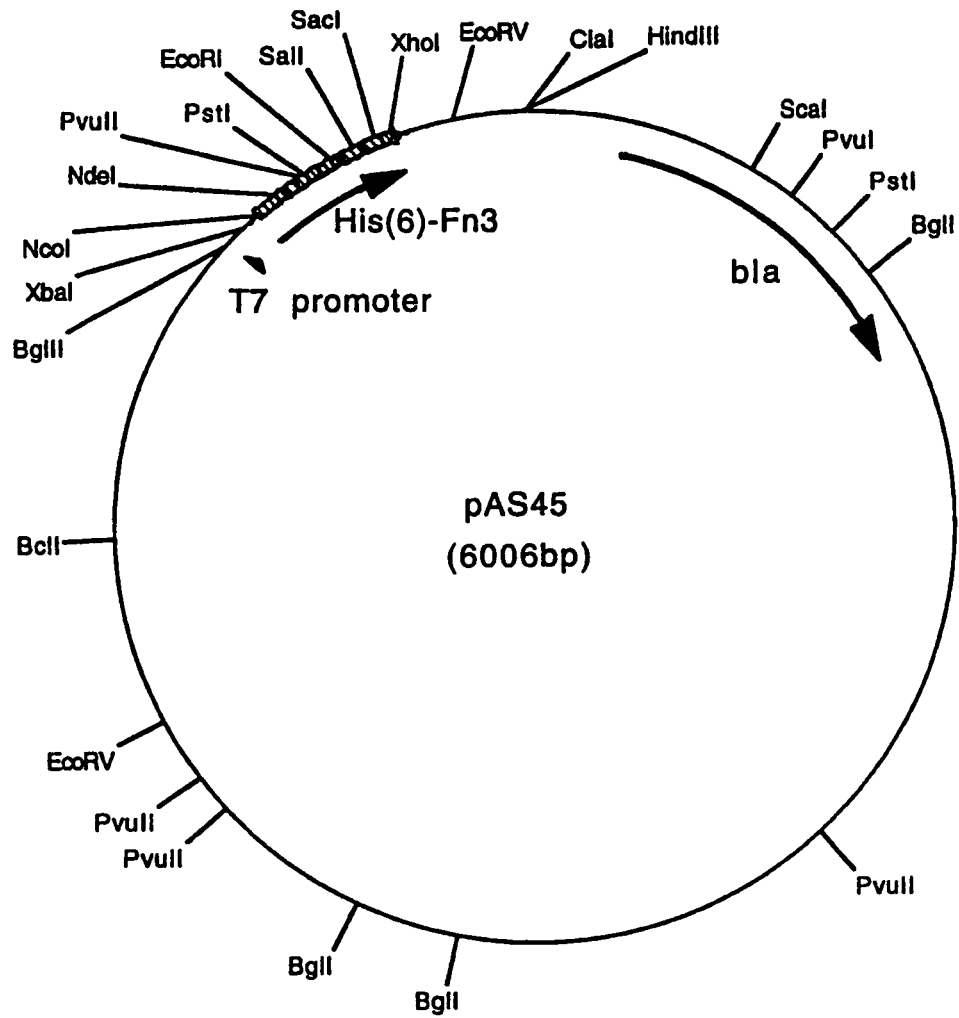 SacI
XhoI
EcoRV
ClaI
HindIII
EcoRI
SalI
PvuII
PstI
NdeI
NcoI
XbaI
BglII
ScaI
PvuI
PstI
BglI
His(6)-Fn3
T7 promoter
bla
pAS45
(6006bp)
BclI
EcoRV
PvuII
PvuII
BglI
BglI
PvuII